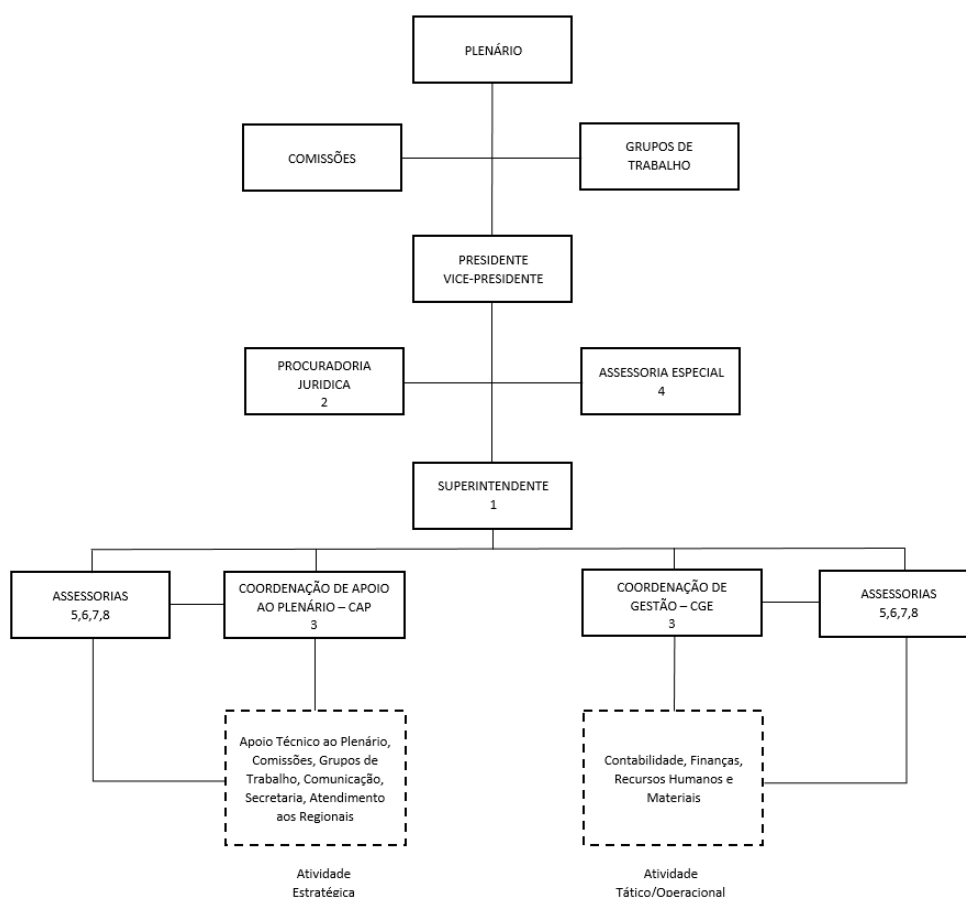 PLENÁRIO
COMISSÕES
GRUPOS DE
TRABALHO
PRESIDENTE
VICE-PRESIDENTE
PROCURADORIA
JURIDICA
2
ASSESSORIA ESPECIAL
4
SUPERINTENDENTE
1
ASSESSORIAS
5,6,7,8
COORDENAÇÃO DE APOIO
AO PLENÁRIO – CAP
3
COORDENAÇÃO DE
GESTÃO – CGE
3
ASSESSORIAS
5,6,7,8
Apoio Técnico ao Plenário,
Comissões, Grupos de
Trabalho, Comunicação,
Secretaria, Atendimento
aos Regionais
Contabilidade, Finanças,
Recursos Humanos e
Materiais
Atividade
Estratégica
Atividade
Tático/Operacional